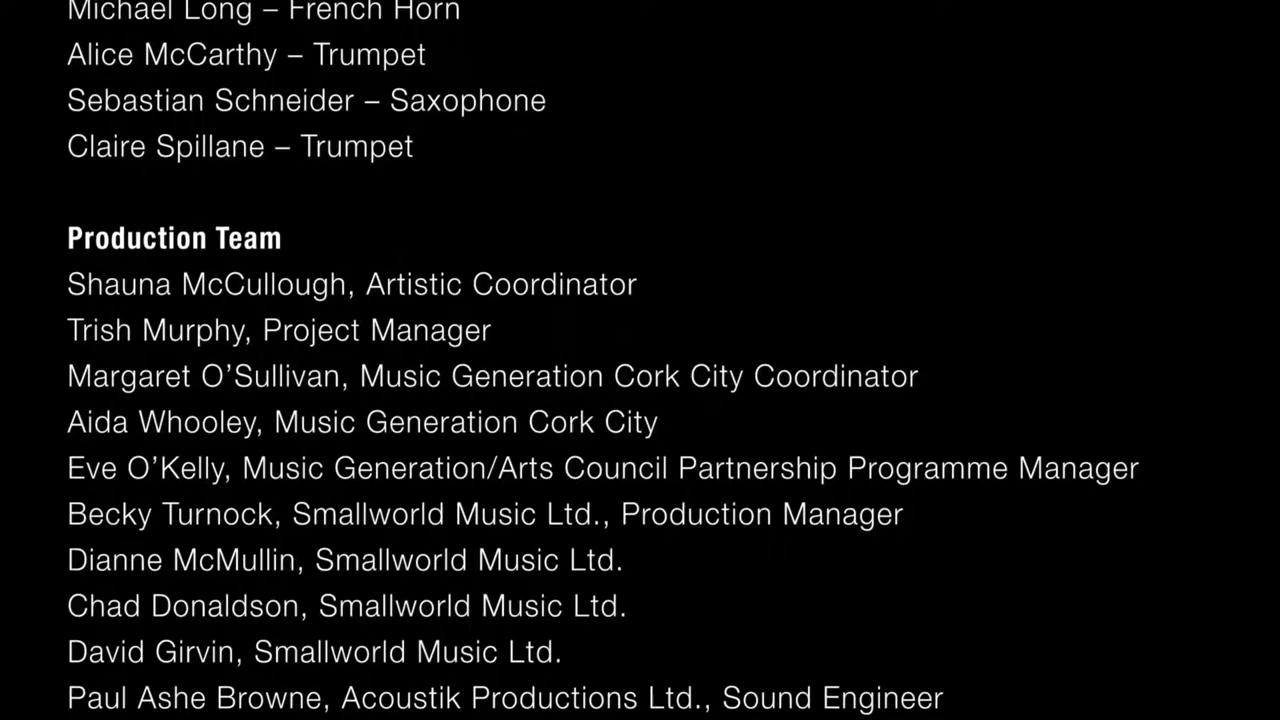 Michael Long – French Horn
Alice McCarthy – Trumpet
Sebastian Schneider – Saxophone
Claire Spillane – Trumpet
Production Team
Shauna McCullough, Artistic Coordinator
Trish Murphy, Project Manager
Margaret O’Sullivan, Music Generation Cork City Coordinator
Aida Whooley, Music Generation Cork City
Eve O’Kelly, Music Generation/Arts Council Partnership Programme Manager
Becky Turnock, Smallworld Music Ltd., Production Manager
Dianne McMullin, Smallworld Music Ltd.
Chad Donaldson, Smallworld Music Ltd.
David Girvin, Smallworld Music Ltd.
Paul Ashe Browne, Acoustik Productions Ltd., Sound Engineer